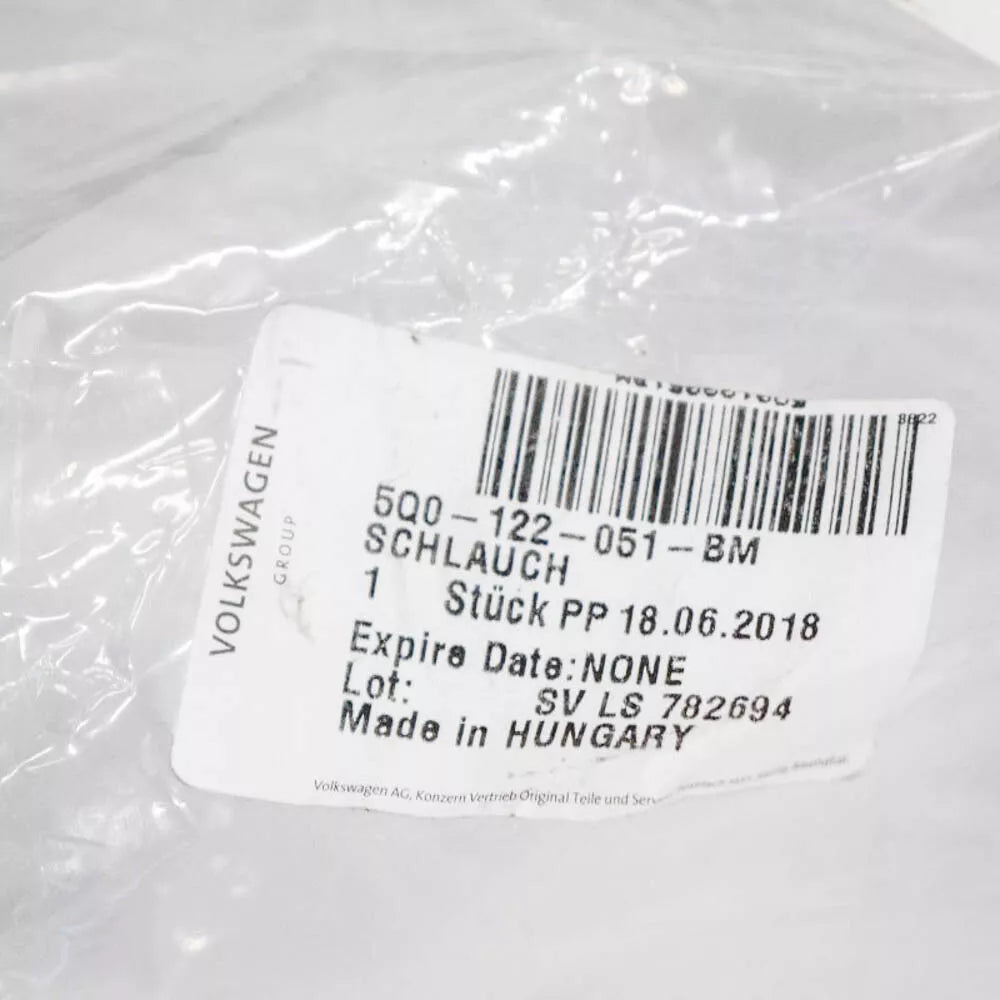 VOLKSWAGEN
GROUP
8622
5Q0-122-051-BM
SCHLAUCH
1 Stück PP 18.06.2018
Expire Date:NONE
Lot: SV LS 782694
Made in HUNGARY
Volkswagen AG, Konzern Vertrieb Original Teile und